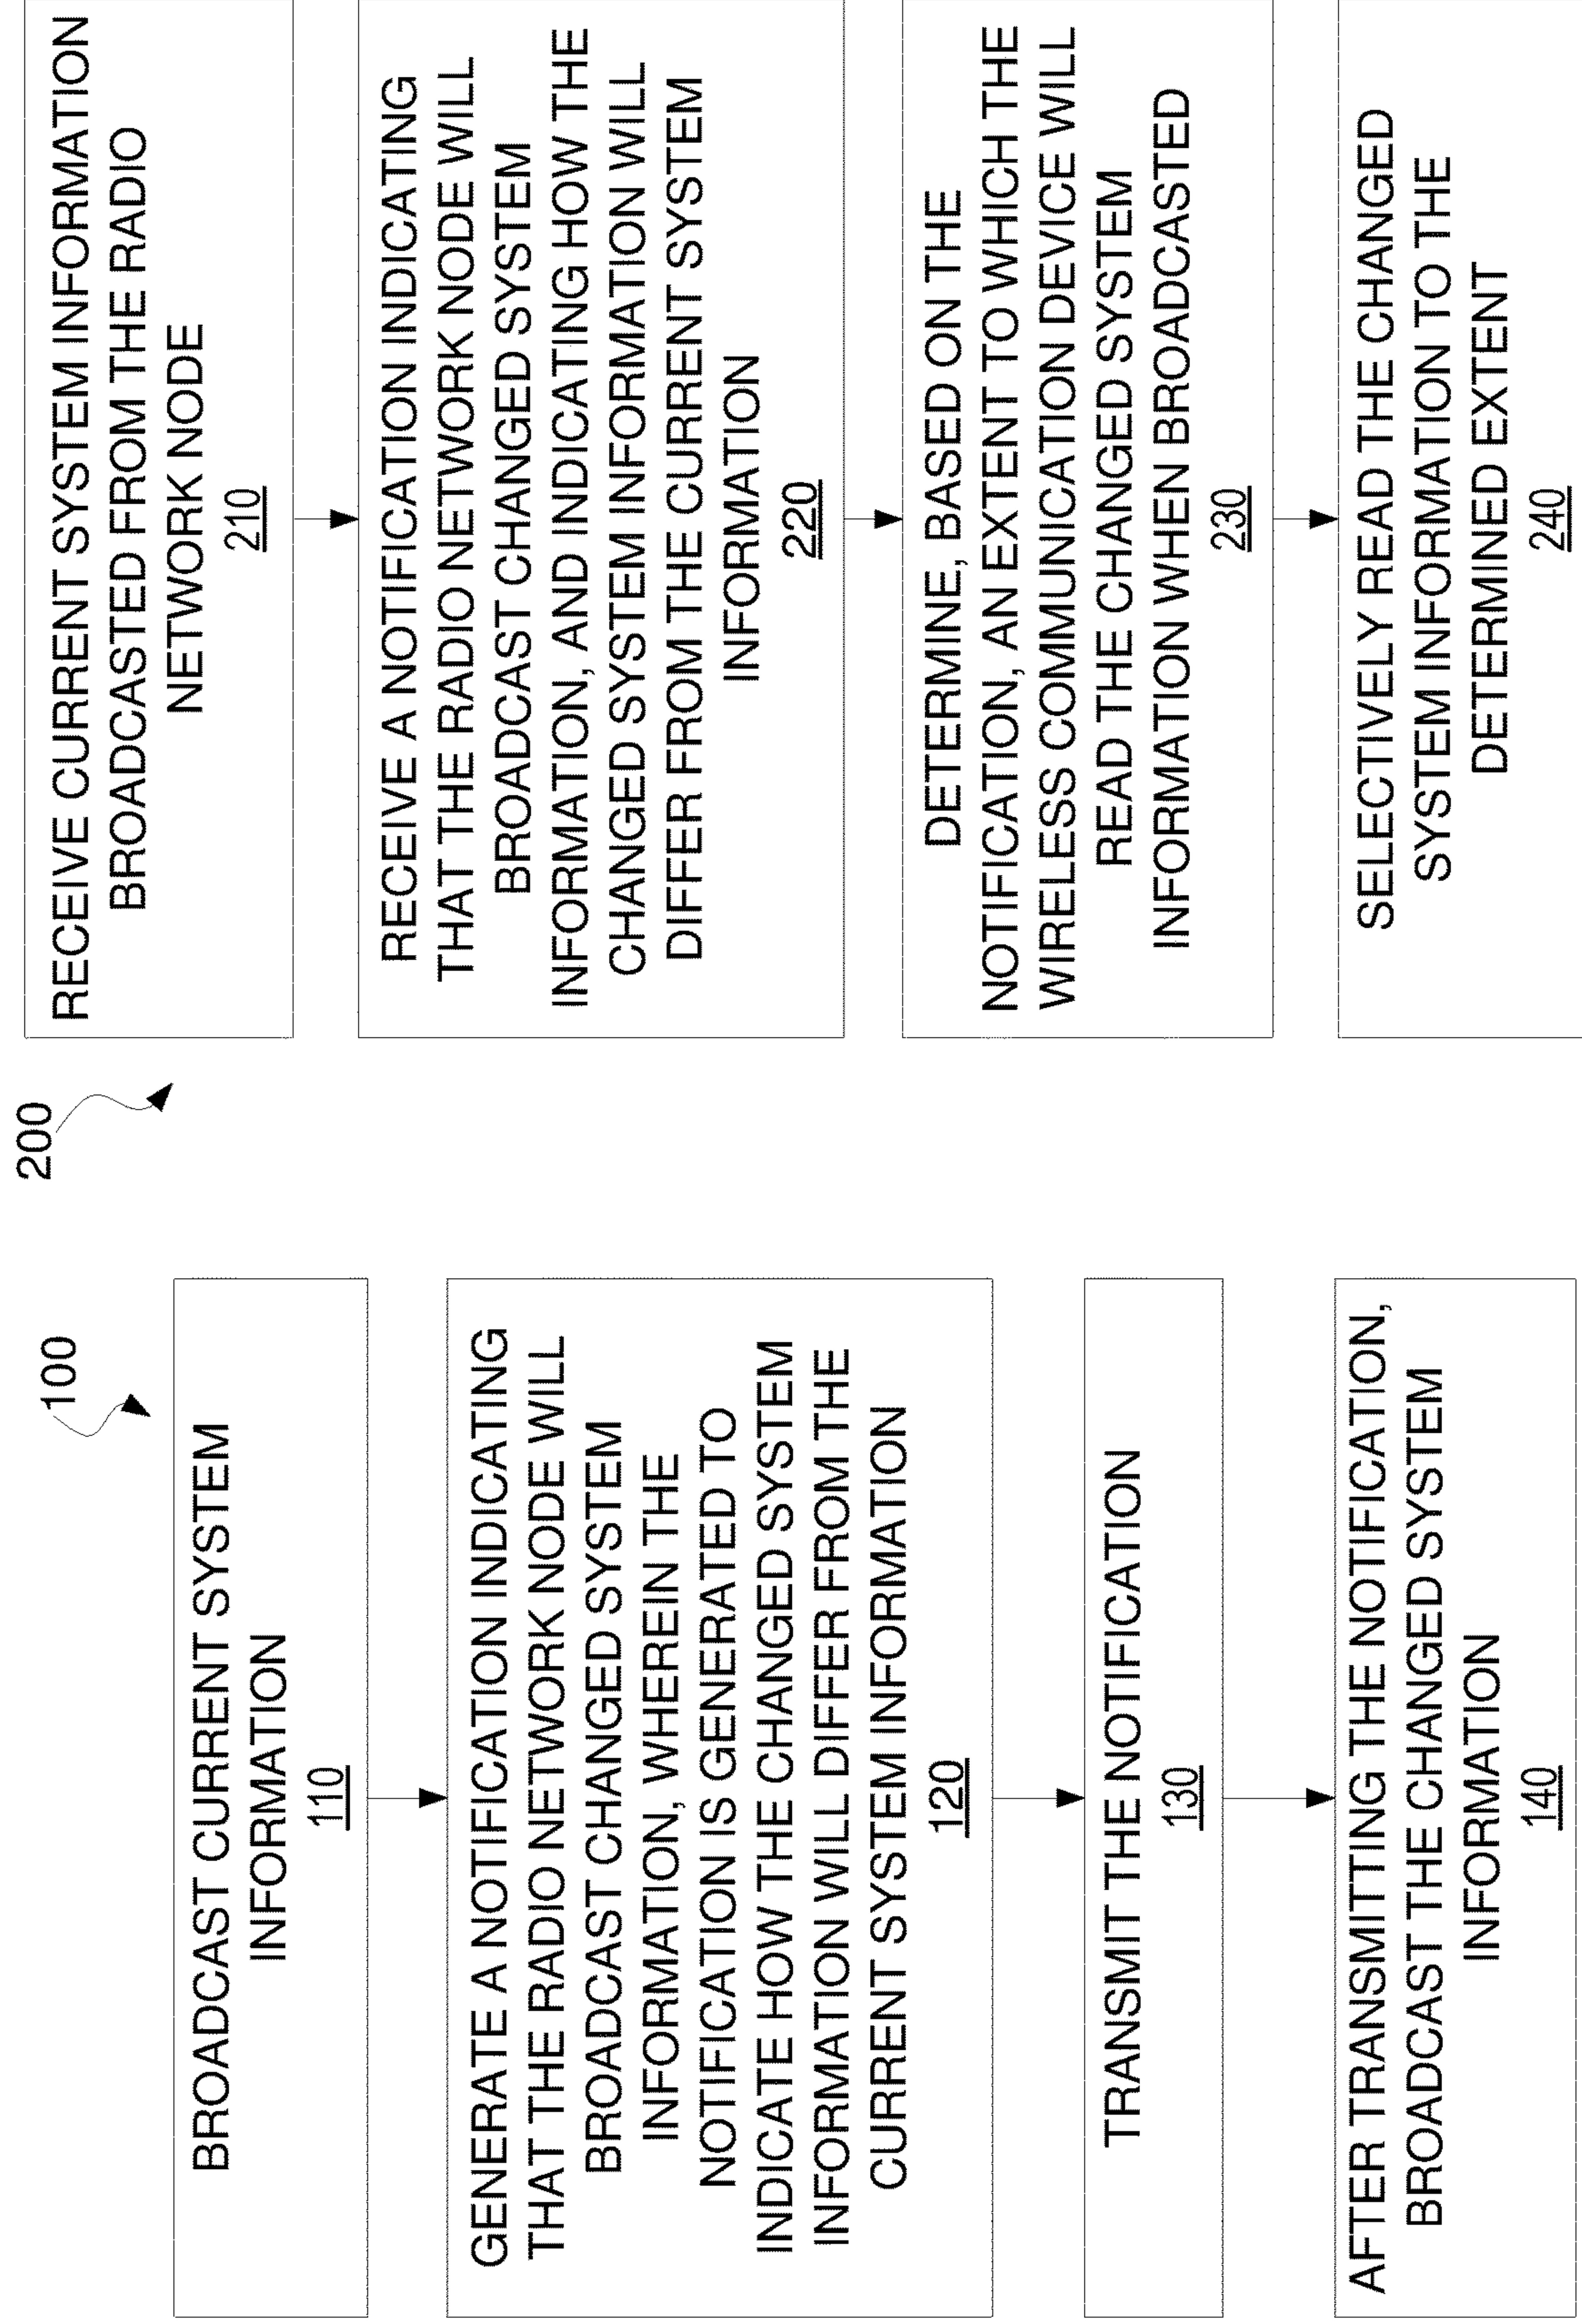 100
BROADCAST CURRENT SYSTEM
INFORMATION
110
GENERATE A NOTIFICATION INDICATING
THAT THE RADIO NETWORK NODE WILL
BROADCAST CHANGED SYSTEM
INFORMATION, WHEREIN THE
NOTIFICATION IS GENERATED TO
INDICATE HOW THE CHANGED SYSTEM
INFORMATION WILL DIFFER FROM THE
CURRENT SYSTEM INFORMATION
120
TRANSMIT THE NOTIFICATION
130
AFTER TRANSMITTING THE NOTIFICATION,
BROADCAST THE CHANGED SYSTEM
INFORMATION
140
200
RECEIVE CURRENT SYSTEM INFORMATION
BROADCASTED FROM THE RADIO
NETWORK NODE
210
RECEIVE A NOTIFICATION INDICATING
THAT THE RADIO NETWORK NODE WILL
BROADCAST CHANGED SYSTEM
INFORMATION, AND INDICATING HOW THE
CHANGED SYSTEM INFORMATION WILL
DIFFER FROM THE CURRENT SYSTEM
INFORMATION
220
DETERMINE, BASED ON THE
NOTIFICATION, AN EXTENT TO WHICH THE
WIRELESS COMMUNICATION DEVICE WILL
READ THE CHANGED SYSTEM
INFORMATION WHEN BROADCASTED
230
SELECTIVELY READ THE CHANGED
SYSTEM INFORMATION TO THE
DETERMINED EXTENT
240